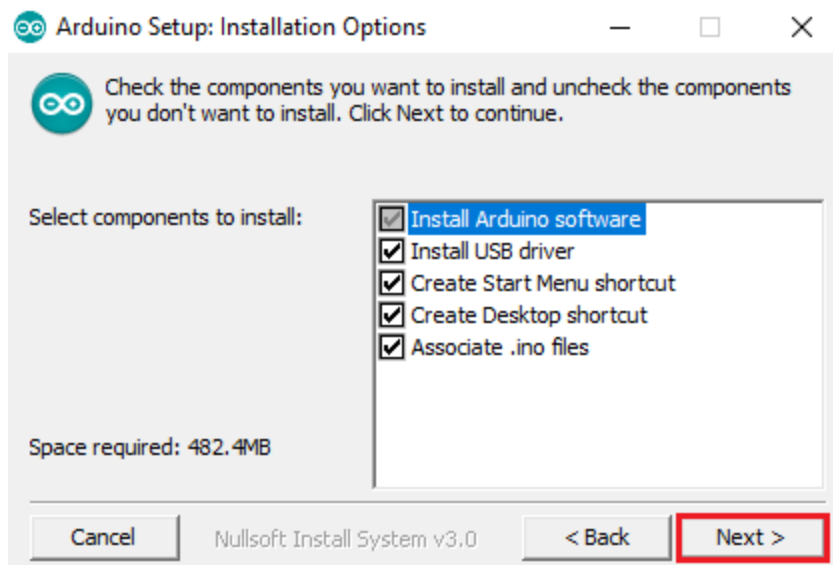 Arduino Setup: Installation Options
Check the components you want to install and uncheck the components
you don't want to install. Click Next to continue.
Select components to install:
Install Arduino software
Install USB driver
Create Start Menu shortcut
Create Desktop shortcut
Associate .ino files
Space required: 482.4MB
Cancel
Nullsoft Install System v3.0
< Back
Next >